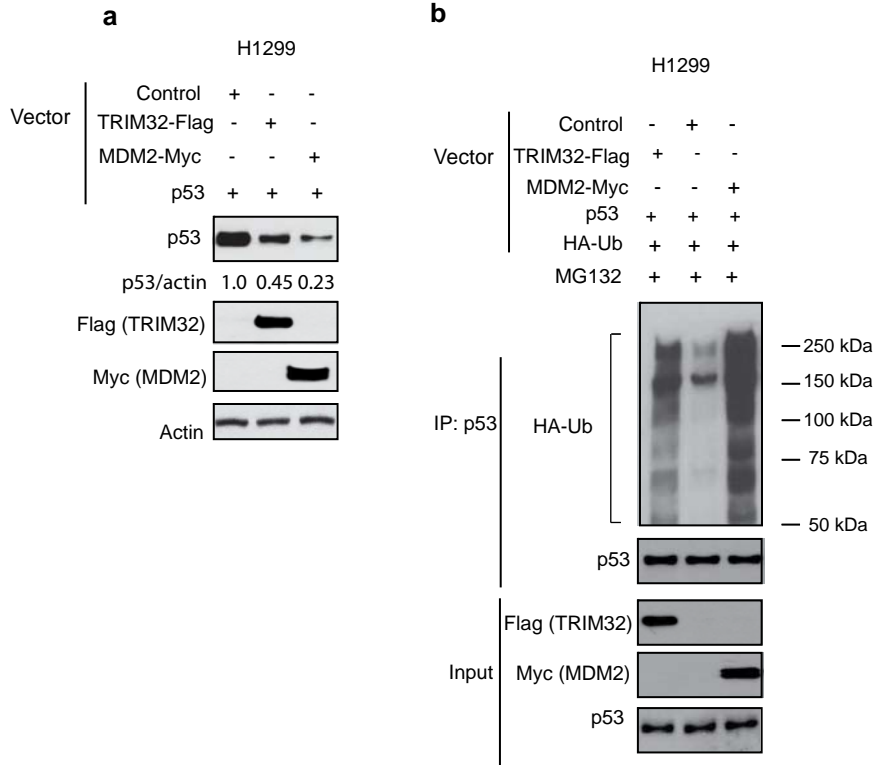 a
H1299
Control + - -
Vector TRIM32-Flag - + -
MDM2-Myc - - +
p53 + + +
p53
p53/actin 1.0 0.45 0.23
Flag (TRIM32)
Myc (MDM2)
Actin
b
H1299
Control - + -
Vector TRIM32-Flag + - -
MDM2-Myc - - +
p53 + + +
HA-Ub + + +
MG132 + + +
250 kDa
150 kDa
IP: p53 HA-Ub 100 kDa
75 kDa
50 kDa
p53
Flag (TRIM32)
Input Myc (MDM2)
p53